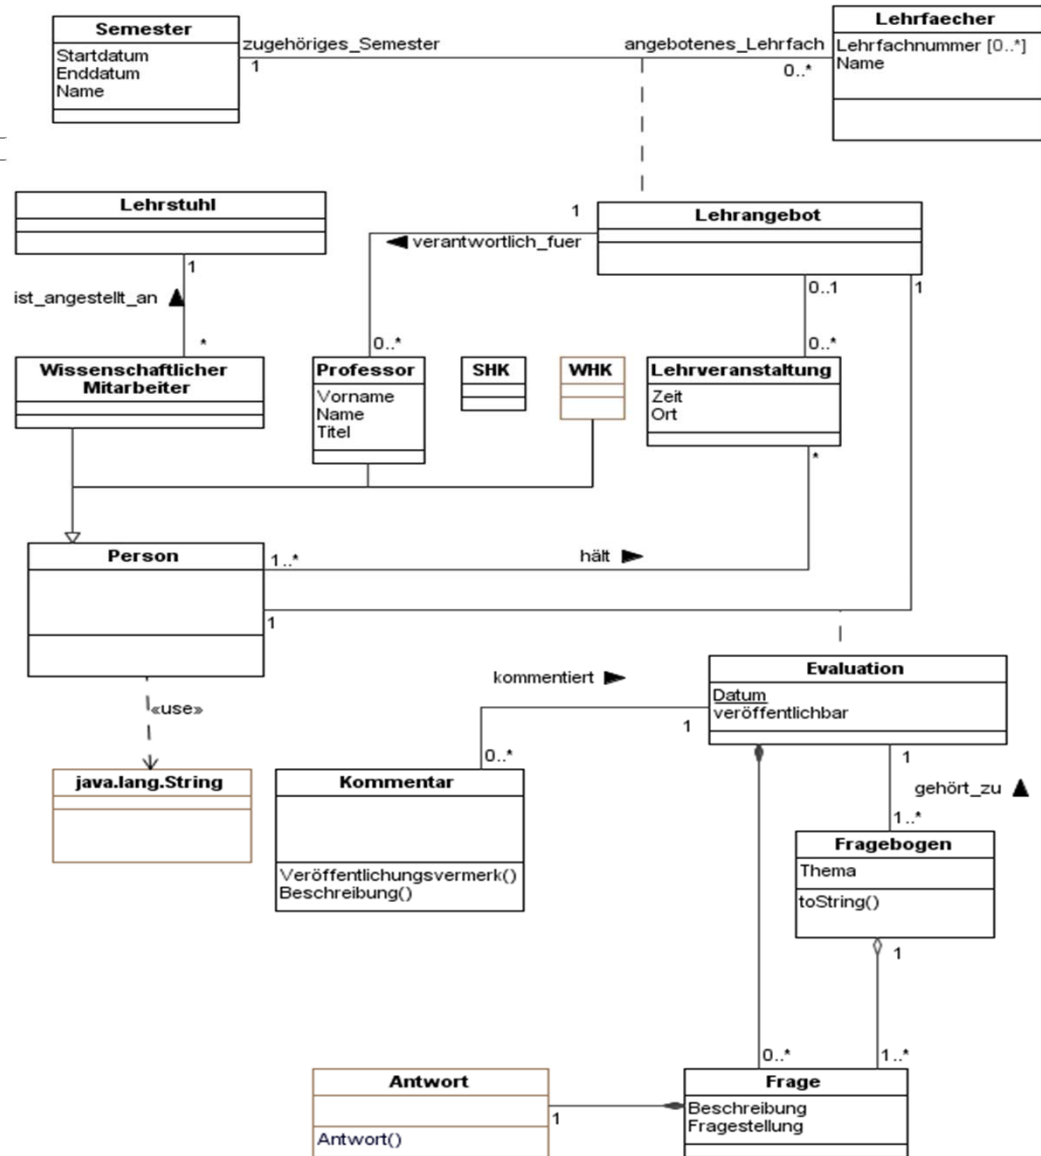 Semester
Startdatum
Enddatum
Name
zugehöriges_Semester
1
angebotenes_Lehrfach
0..*
Lehrfaecher
Lehrfachnummer [0..*]
Name
Lehrstuhl
1
ist_angestellt_an
*
Lehrangebot
1
verantwortlich_fuer
0..*
0..1
1
0..*
Wissenschaftlicher
Mitarbeiter
Professor
Vorname
Name
Titel
SHK
WHK
Lehrveranstaltung
Zeit
Ort
*
Person
1..*
hält
1
«use»
java.lang.String
kommentiert
1
0..*
Evaluation
Datum
veröffentlichbar
1
gehört_zu
1..*
Kommentar
Veröffentlichungsvermerk()
Beschreibung()
Fragebogen
Thema
toString()
1
0..*
1..*
Antwort
Antwort()
1
Frage
Beschreibung
Fragestellung